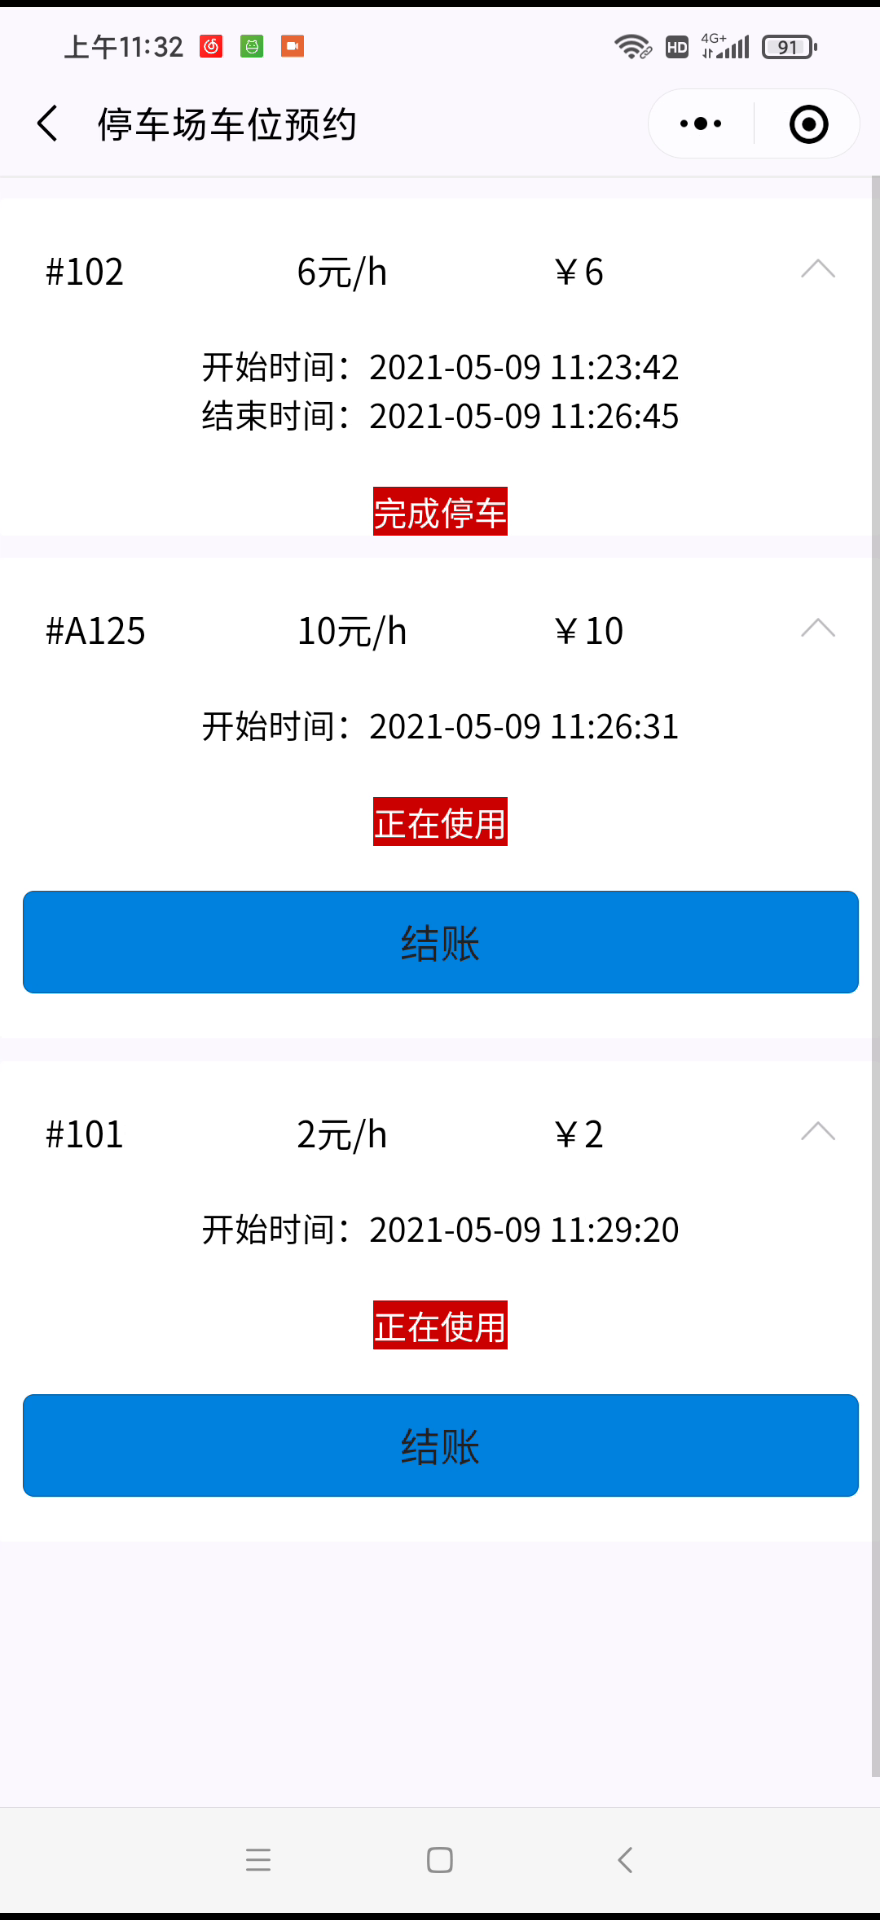 上午11:32 HD 4G+ 91
停车场车位预约
#102 6元/h ￥6
开始时间：2021-05-09 11:23:42
结束时间：2021-05-09 11:26:45
完成停车
#A125 10元/h ￥10
开始时间：2021-05-09 11:26:31
正在使用
结账
#101 2元/h ￥2
开始时间：2021-05-09 11:29:20
正在使用
结账